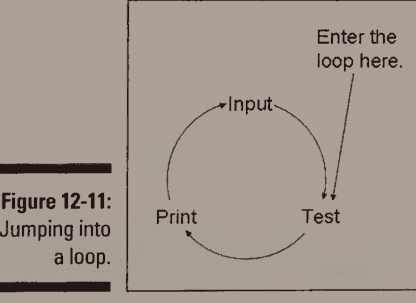 Enter the
loop here.
Input
Print
Test
Figure 12-11:
Jumping into
a loop.